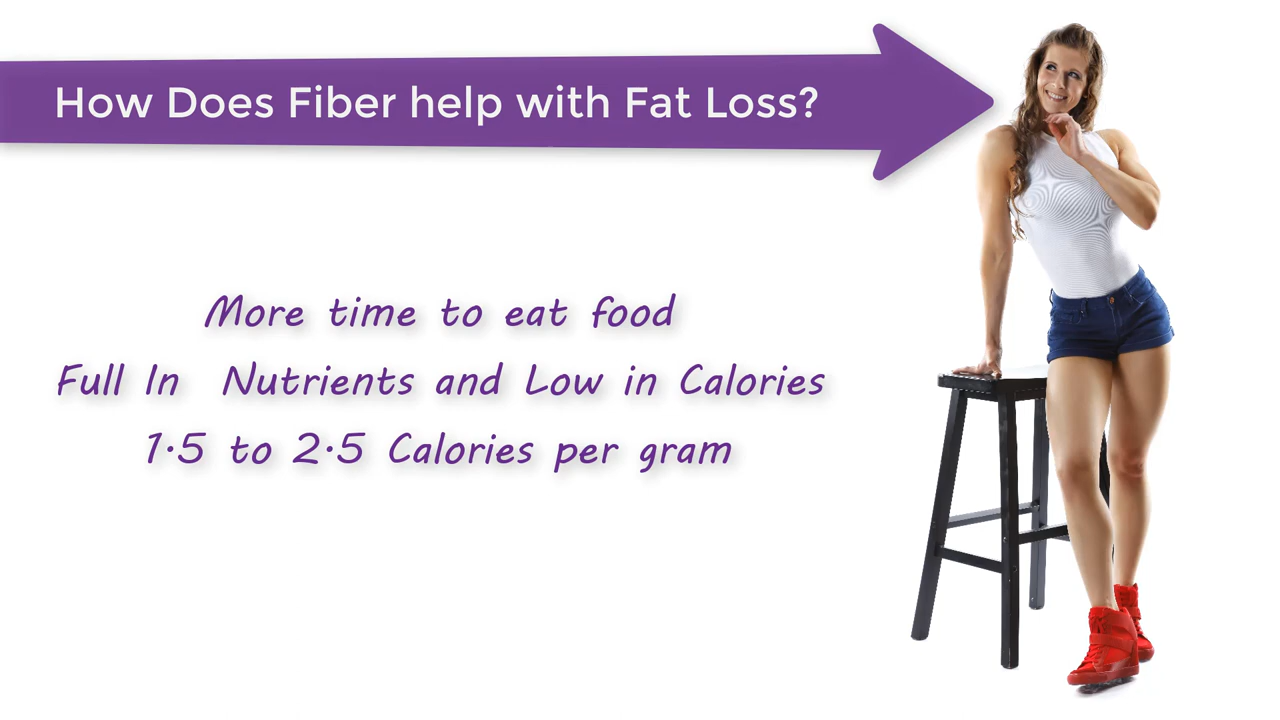 How Does Fiber help with Fat Loss?
More time to eat food
Full In Nutrients and Low in Calories
1.5 to 2.5 Calories per gram